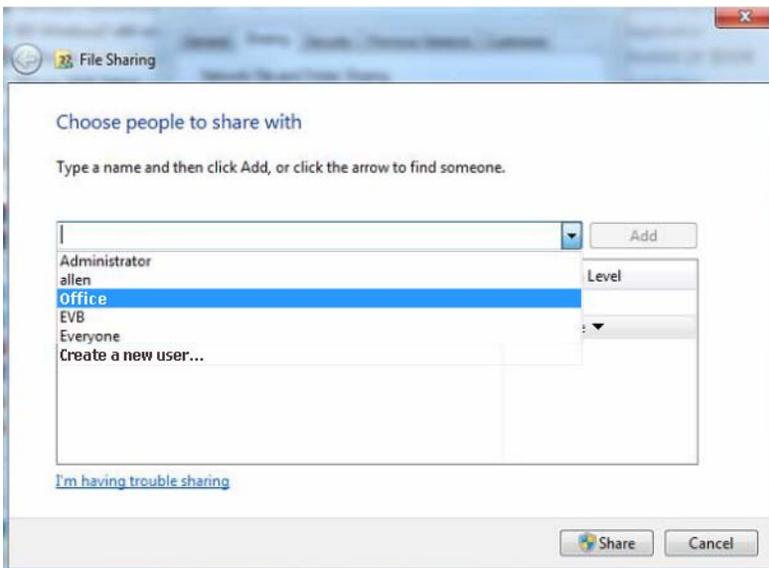 File Sharing
Choose people to share with
Type a name and then click Add, or click the arrow to find someone.
Add
Administrator
allen
Level
Office
EVB
Everyone
Create a new user...
I'm having trouble sharing
Share
Cancel